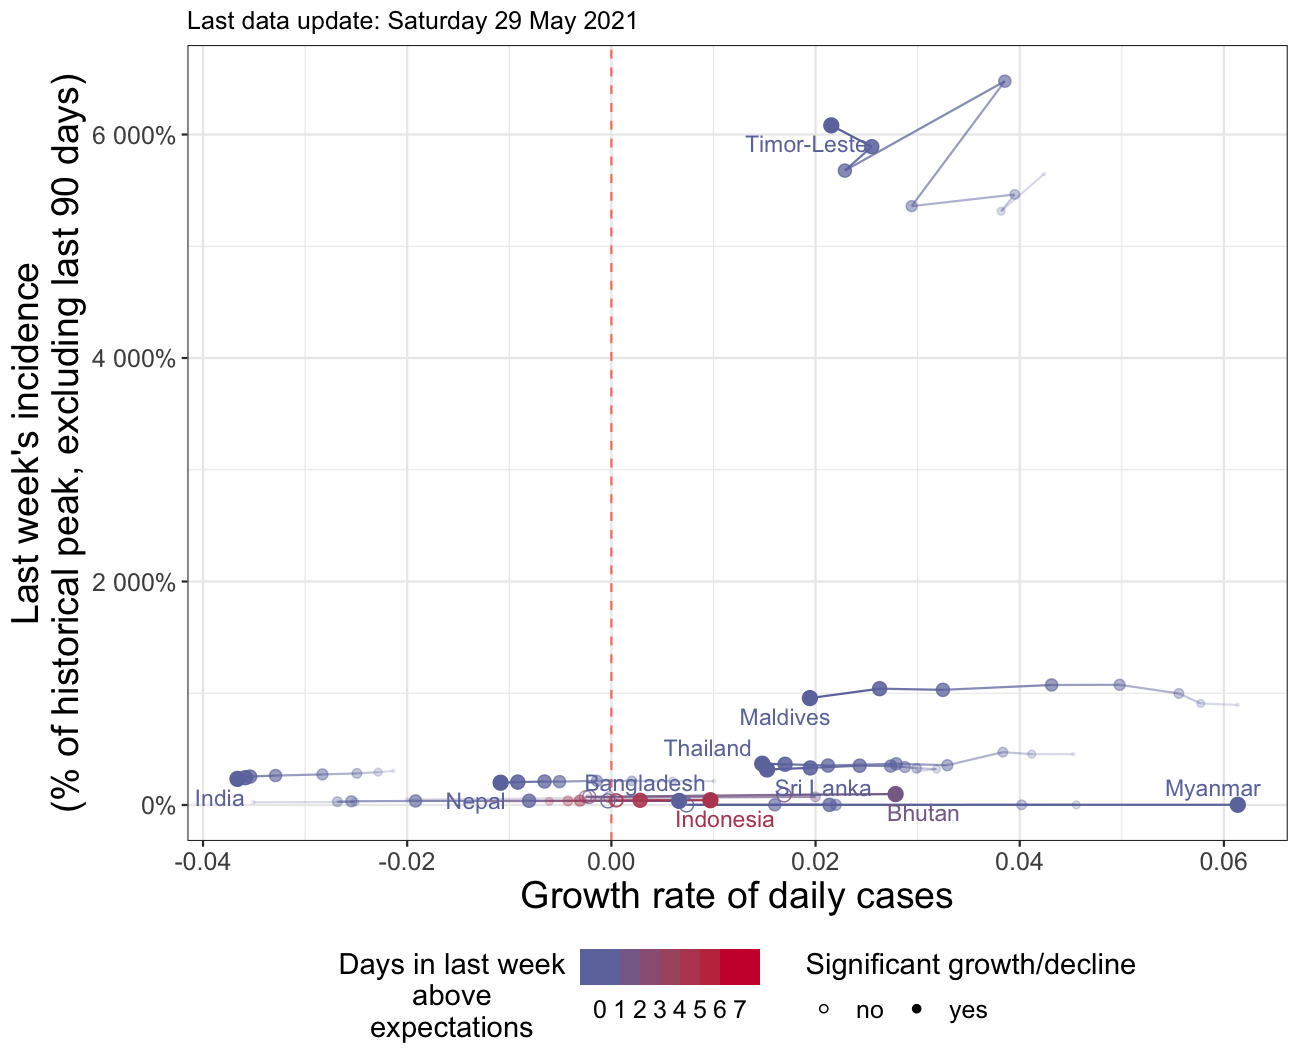 Last data update: Saturday 29 May 2021
Last week's incidence
(% of historical peak, excluding last 90 days)
6 000%
4 000%
2 000%
0%
Timor-Leste
Maldives
Thailand
Bangladesh
Sri Lanka
Myanmar
India
Nepal
Indonesia
Bhutan
-0.04
-0.02
0.00
0.02
0.04
0.06
Growth rate of daily cases
Days in last week
above
expectations
0 1 2 3 4 5 6 7
Significant growth/decline
no
yes